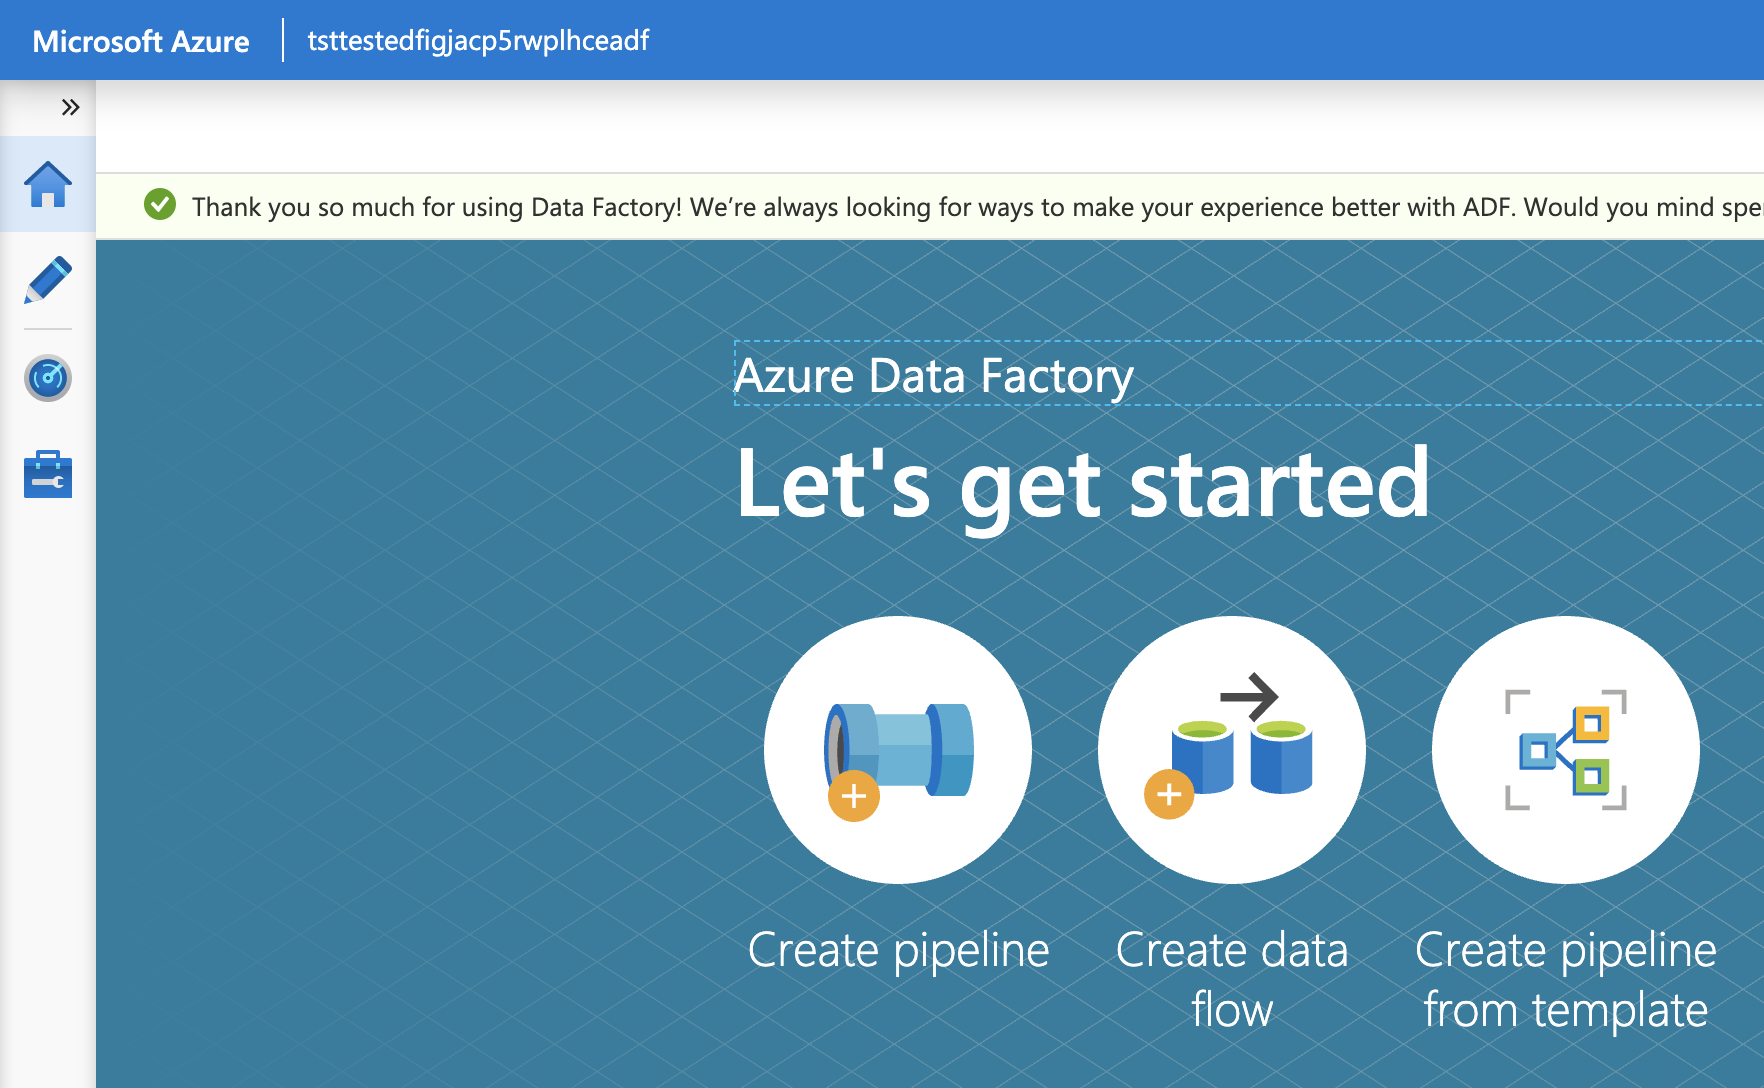 Microsoft Azure
tsttestedfigjacp5rwplhceadf
Thank you so much for using Data Factory! We’re always looking for ways to make your experience better with ADF. Would you mind
Azure Data Factory
Let's get started
Create pipeline
Create data
flow
Create pipeline
from template